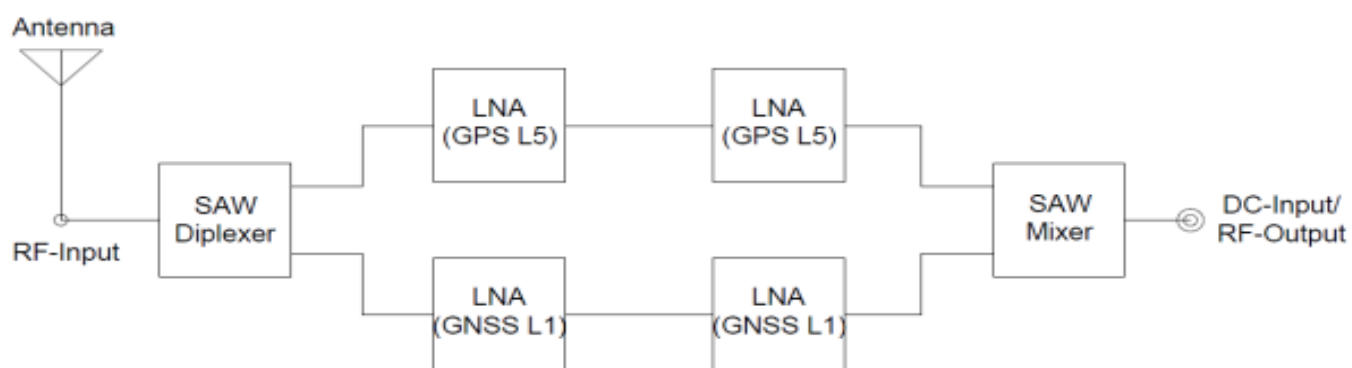 Antenna
LNA
(GPS L5)
LNA
(GPS L5)
SAW
Diplexer
SAW
Mixer
DC-Input/
RF-Output
RF-Input
LNA
(GNSS L1)
LNA
(GNSS L1)